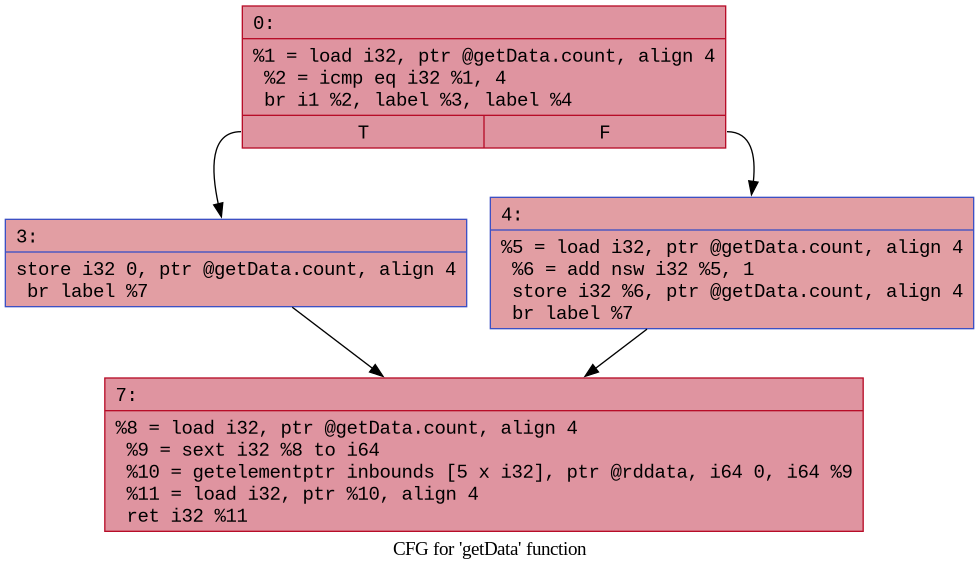 0:
%1 = load i32, ptr @getData.count, align 4
%2 = icmp eq i32 %1, 4
br i1 %2, label %3, label %4
T
F
3:
store i32 0, ptr @getData.count, align 4
br label %7
4:
%5 = load i32, ptr @getData.count, align 4
%6 = add nsw i32 %5, 1
store i32 %6, ptr @getData.count, align 4
br label %7
7:
%8 = load i32, ptr @getData.count, align 4
%9 = sext i32 %8 to i64
%10 = getelementptr inbounds [5 x i32], ptr @rddata, i64 0, i64 %9
%11 = load i32, ptr %10, align 4
ret i32 %11
CFG for 'getData' function